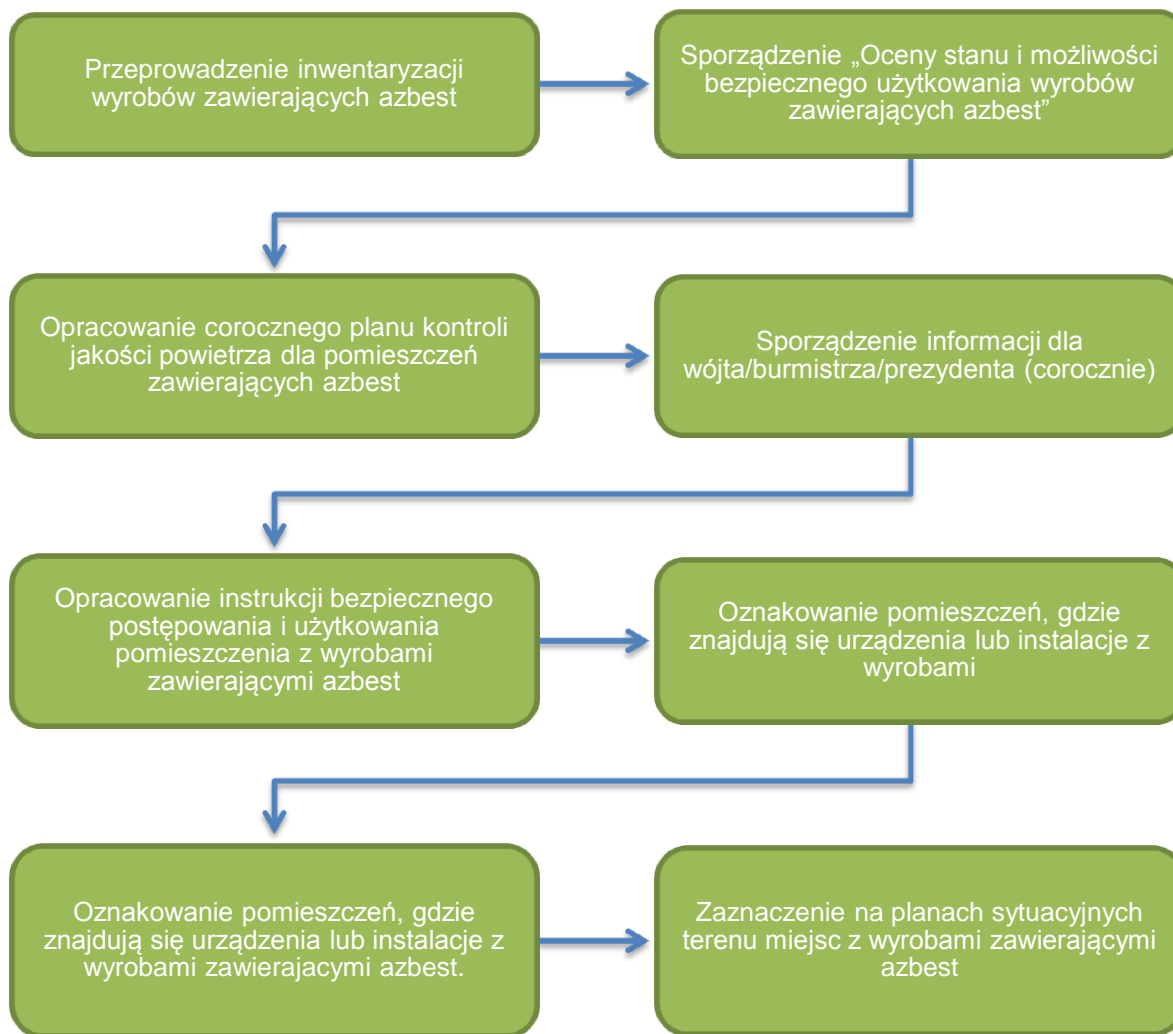 Przeprowadzenie inwentaryzacji
wyrobów zawierających azbest
Sporządzenie „Oceny stanu i możliwości
bezpiecznego użytkowania wyrobów
zawierających azbest”
Opracowanie corocznego planu kontroli
jakości powietrza dla pomieszczeń
zawierających azbest
Sporządzenie informacji dla
wójta/burmistrza/prezydenta (corocznie)
Opracowanie instrukcji bezpiecznego
postępowania i użytkowania
pomieszczenia z wyrobami
zawierającymi azbest
Oznakowanie pomieszczeń, gdzie
znajdują się urządzenia lub instalacje z
wyrobami
Oznakowanie pomieszczeń, gdzie
znajdują się urządzenia lub instalacje z
wyrobami zawierajacymi azbest.
Zaznaczenie na planach sytuacyjnych
terenu miejsc z wyrobami zawierającymi
azbest